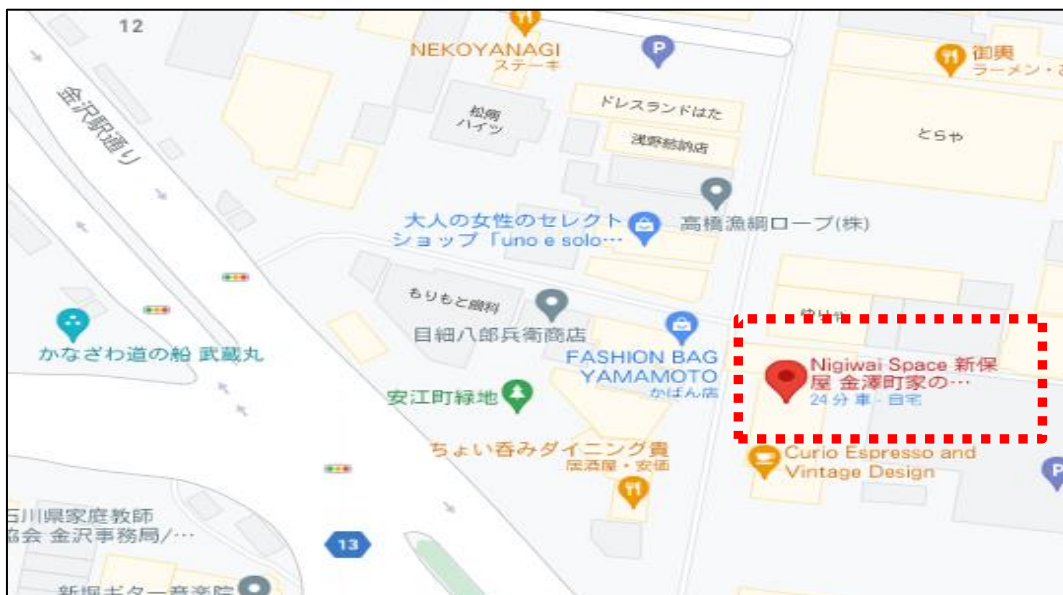 12
NEKOYANAGI
ステーキ
P
御輿
ラーメン・
金沢駅通り
松病
ハイツ
ドレスランドはた
浅野結納店
とらや
大人の女性のセレクト
ショップ「uno e solo…
高橋漁網ロープ(株)
かなざわ道の船 武蔵丸
もりもと歯科
目細八郎兵衛商店
FASHION BAG
YAMAMOTO
かばん店
Nigiwai Space 新保
屋 金澤町家の…
24 分 車 - 自宅
安江町緑地
ちょい呑みダイニング貴
居酒屋・安価
Curio Espresso and
Vintage Design
P
石川県家庭教師
協会 金沢事務局/…
13
新堀ギター音楽院